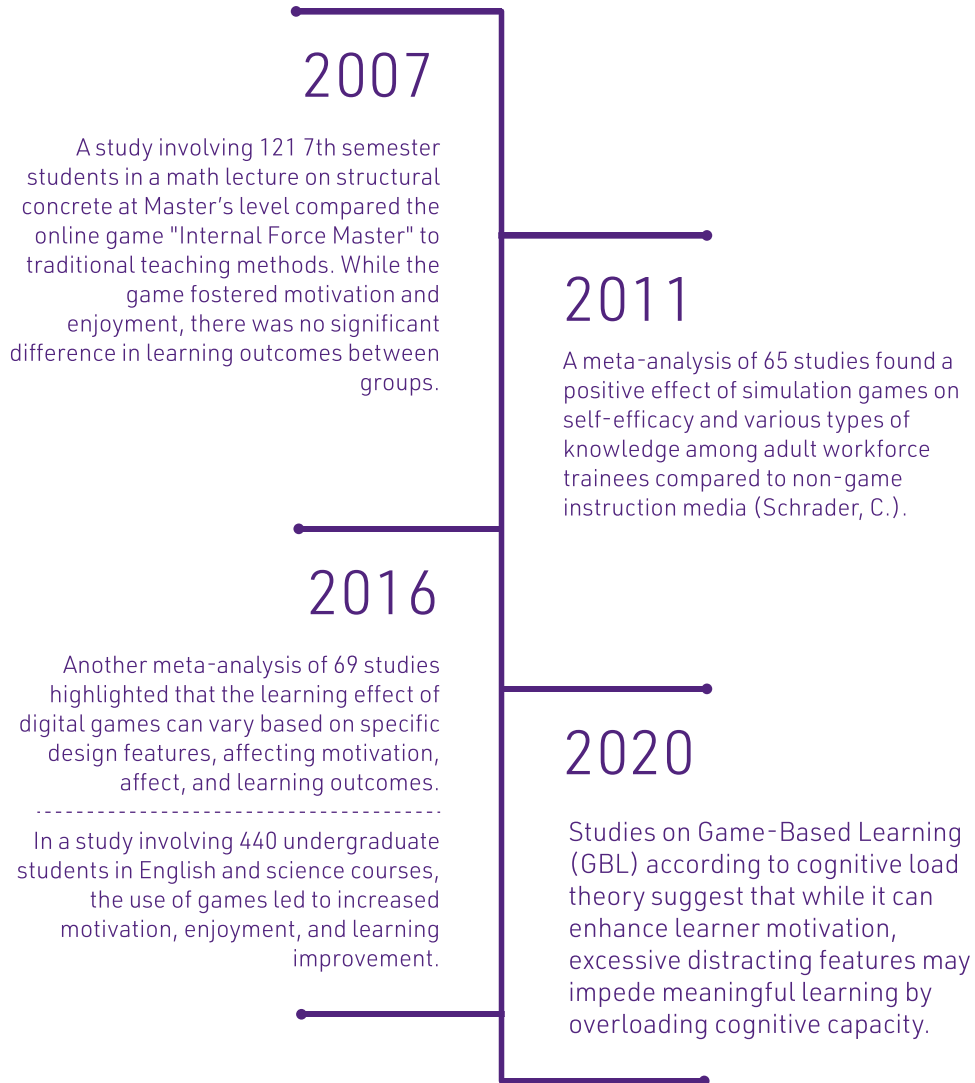 2007
A study involving 121 7th semester
students in a math lecture on structural
concrete at Master's level compared the
online game "Internal Force Master" to
traditional teaching methods. While the
game fostered motivation and
enjoyment, there was no significant
difference in learning outcomes between
groups.
2011
A meta-analysis of 65 studies found a
positive effect of simulation games on
self-efficacy and various types of
knowledge among adult workforce
trainees compared to non-game
instruction media (Schrader, C.).
2016
Another meta-analysis of 69 studies
highlighted that the learning effect of
digital games can vary based on specific
design features, affecting motivation,
affect, and learning outcomes.
In a study involving 440 undergraduate
students in English and science courses,
the use of games led to increased
motivation, enjoyment, and learning
improvement.
2020
Studies on Game-Based Learning
(GBL) according to cognitive load
theory suggest that while it can
enhance learner motivation,
excessive distracting features may
impede meaningful learning by
overloading cognitive capacity.